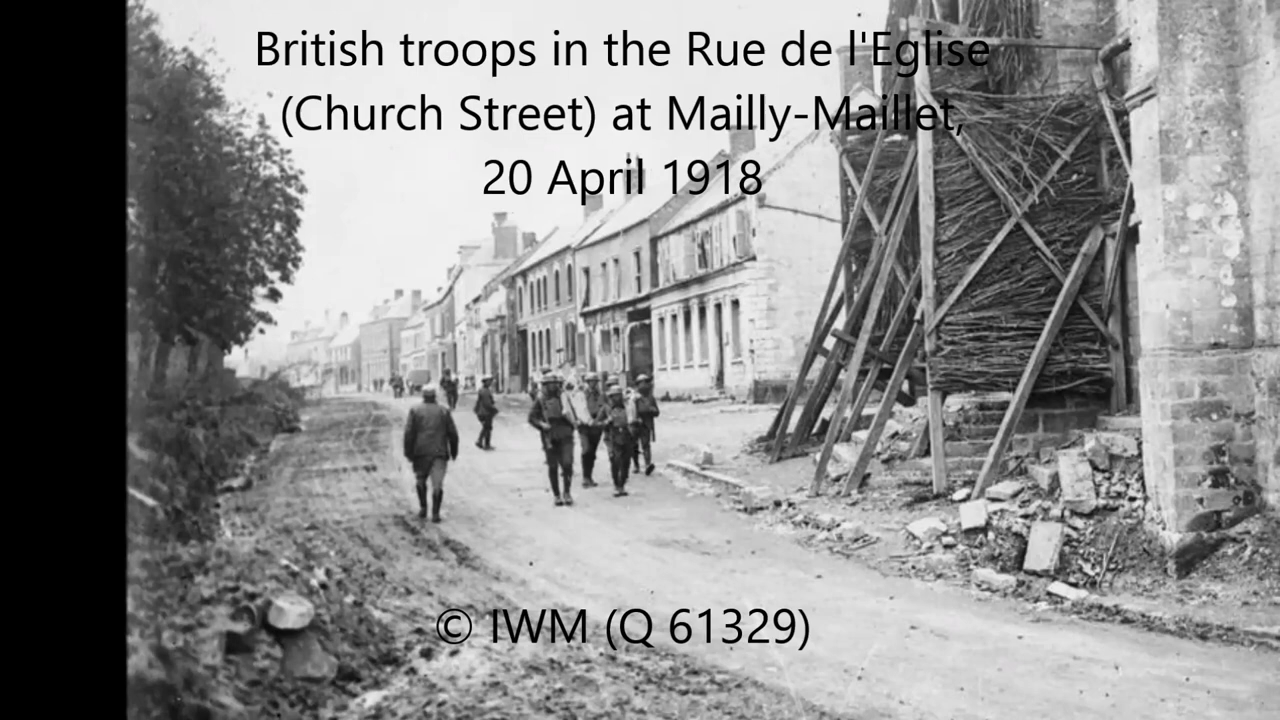 British troops in the Rue de l'Eglise
(Church Street) at Mailly-Maillet,
20 April 1918
© IWM (Q 61329)